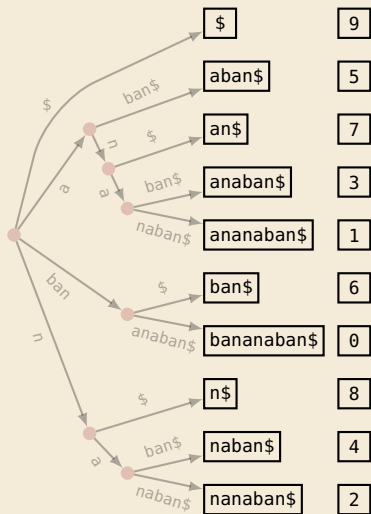 $ $ 9
ban$ aban$ 5
a n $ an$ 7
a ban$ anaban$ 3
naban$ ananaban$ 1
ban $ ban$ 6
anaban$ bananaban$ 0
n $ n$ 8
a ban$ naban$ 4
naban$ nanaban$ 2